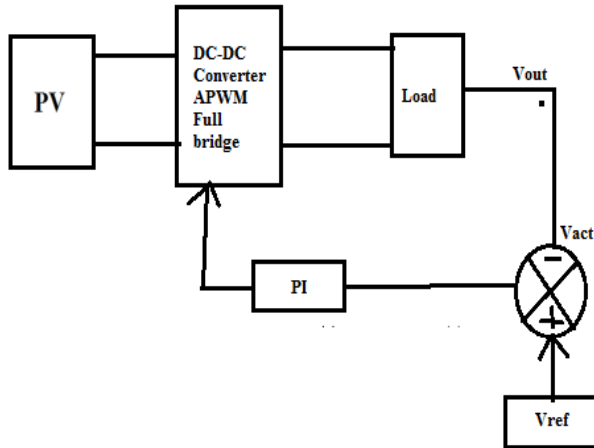 PV
DC-DC
Converter
APWM
Full
bridge
Load
Vout
Vact
-
+
PI
Vref